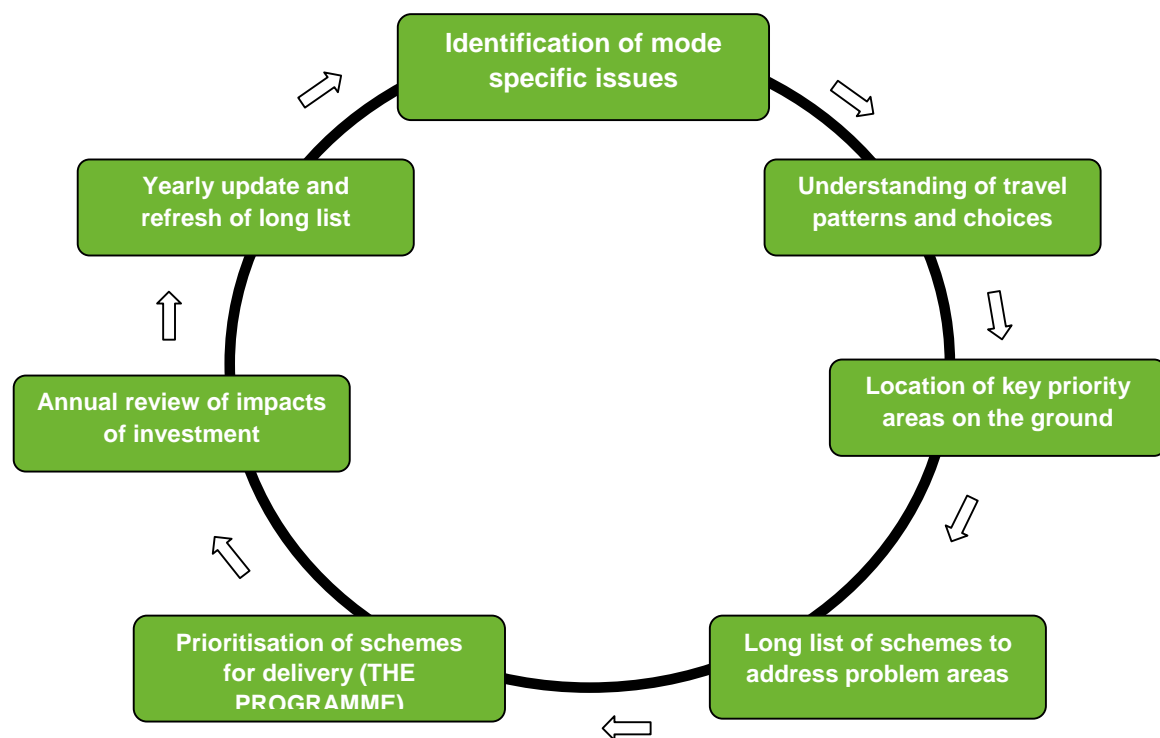 Identification of mode
specific issues
Understanding of travel
patterns and choices
Location of key priority
areas on the ground
Long list of schemes to
address problem areas
Prioritisation of schemes
for delivery (THE
PROGRAMME)
Annual review of impacts
of investment
Yearly update and
refresh of long list